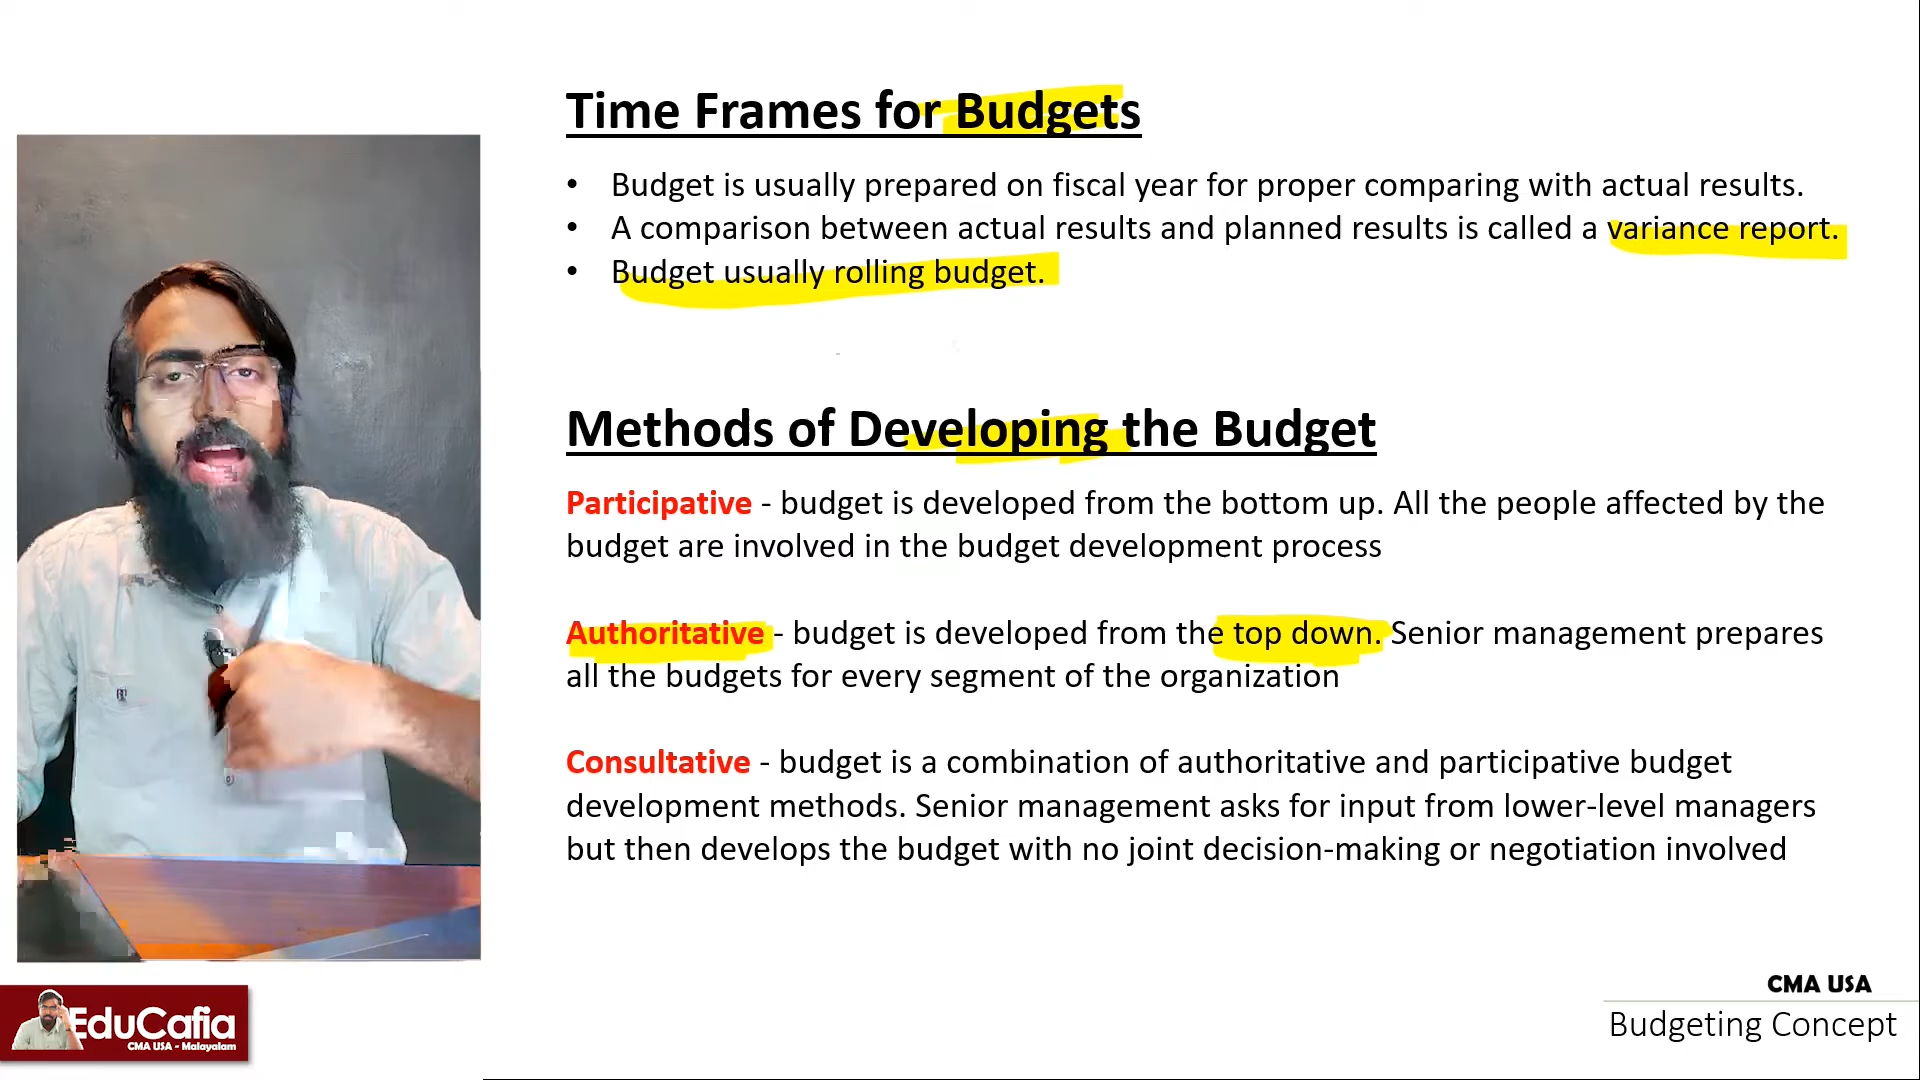 Time Frames for Budgets
• Budget is usually prepared on fiscal year for proper comparing with actual results.
• A comparison between actual results and planned results is called a variance report.
• Budget usually rolling budget.
Methods of Developing the Budget
Participative - budget is developed from the bottom up. All the people affected by the
budget are involved in the budget development process
Authoritative - budget is developed from the top down. Senior management prepares
all the budgets for every segment of the organization
Consultative - budget is a combination of authoritative and participative budget
development methods. Senior management asks for input from lower-level managers
but then develops the budget with no joint decision-making or negotiation involved
EduCafia
CMA USA - Malayalam
CMA USA
Budgeting Concept